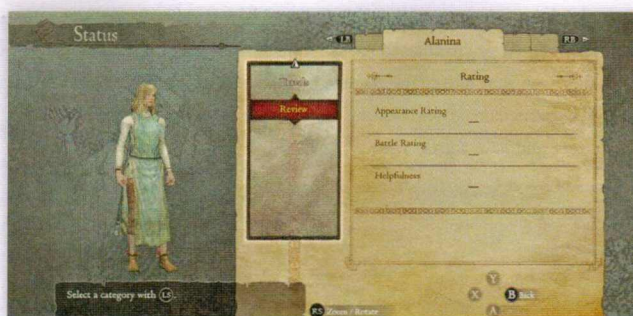 Status
LB
Alanina
RB
Review
Rating
Appearance Rating
—
Battle Rating
—
Helpfulness
—
Select a category with LS.
RS Zoom / Rotate
Y
X
B Back
A